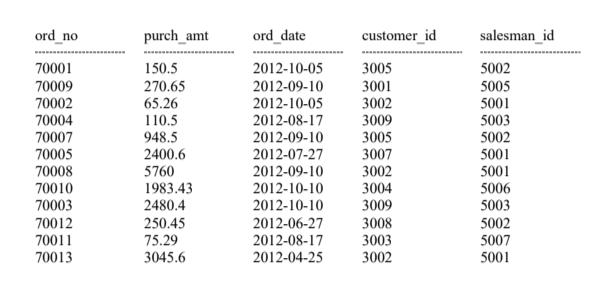 ord_no purch_amt ord_date customer_id salesman_id
70001 150.5 2012-10-05 3005 5002
70009 270.65 2012-09-10 3001 5005
70002 65.26 2012-10-05 3002 5001
70004 110.5 2012-08-17 3009 5003
70007 948.5 2012-09-10 3005 5002
70005 2400.6 2012-07-27 3007 5001
70008 5760 2012-09-10 3002 5001
70010 1983.43 2012-10-10 3004 5006
70003 2480.4 2012-10-10 3009 5003
70012 250.45 2012-06-27 3008 5002
70011 75.29 2012-08-17 3003 5007
70013 3045.6 2012-04-25 3002 5001